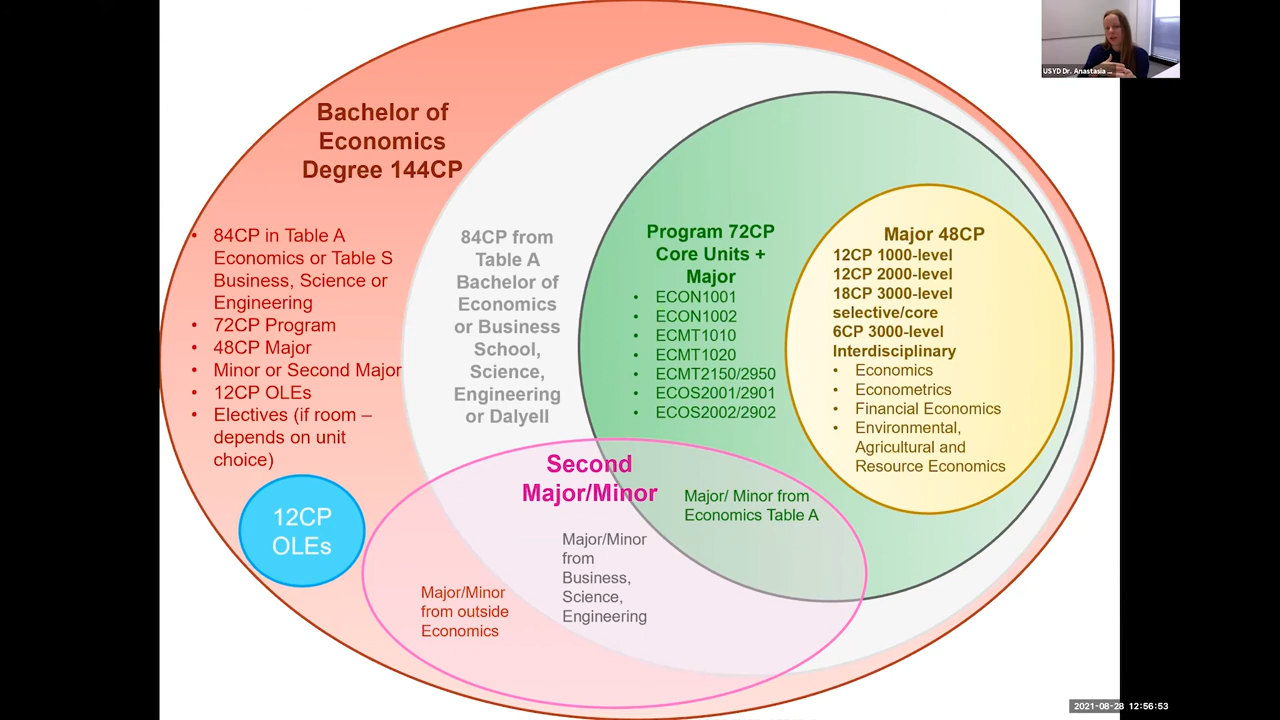 USYD Dr. Anastasia ...
Bachelor of
Economics
Degree 144CP
• 84CP in Table A
Economics or Table S
Business, Science or
Engineering
• 72CP Program
• 48CP Major
• Minor or Second Major
• 12CP OLEs
• Electives (if room –
depends on unit
choice)
12CP
OLEs
84CP from
Table A
Bachelor of
Economics
or Business
School,
Science,
Engineering
or Dalyell
Program 72CP
Core Units +
Major
• ECON1001
• ECON1002
• ECMT1010
• ECMT1020
• ECMT2150/2950
• ECOS2001/2901
• ECOS2002/2902
Major 48CP
12CP 1000-level
12CP 2000-level
18CP 3000-level
selective/core
6CP 3000-level
Interdisciplinary
• Economics
• Econometrics
• Financial Economics
• Environmental,
Agricultural and
Resource Economics
Second
Major/Minor
Major/ Minor from
Economics Table A
Major/Minor
from
Business,
Science,
Engineering
Major/Minor
from outside
Economics
2021-08-28 12:56:53